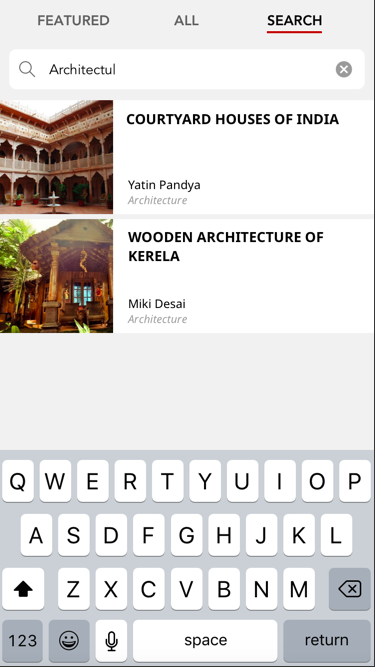 FEATURED ALL SEARCH
Architectul
COURTYARD HOUSES OF INDIA
Yatin Pandya
Architecture
WOODEN ARCHITECTURE OF
KERELA
Miki Desai
Architecture
Q W E R T Y U I O P
A S D F G H J K L
Z X C V B N M
123 space return